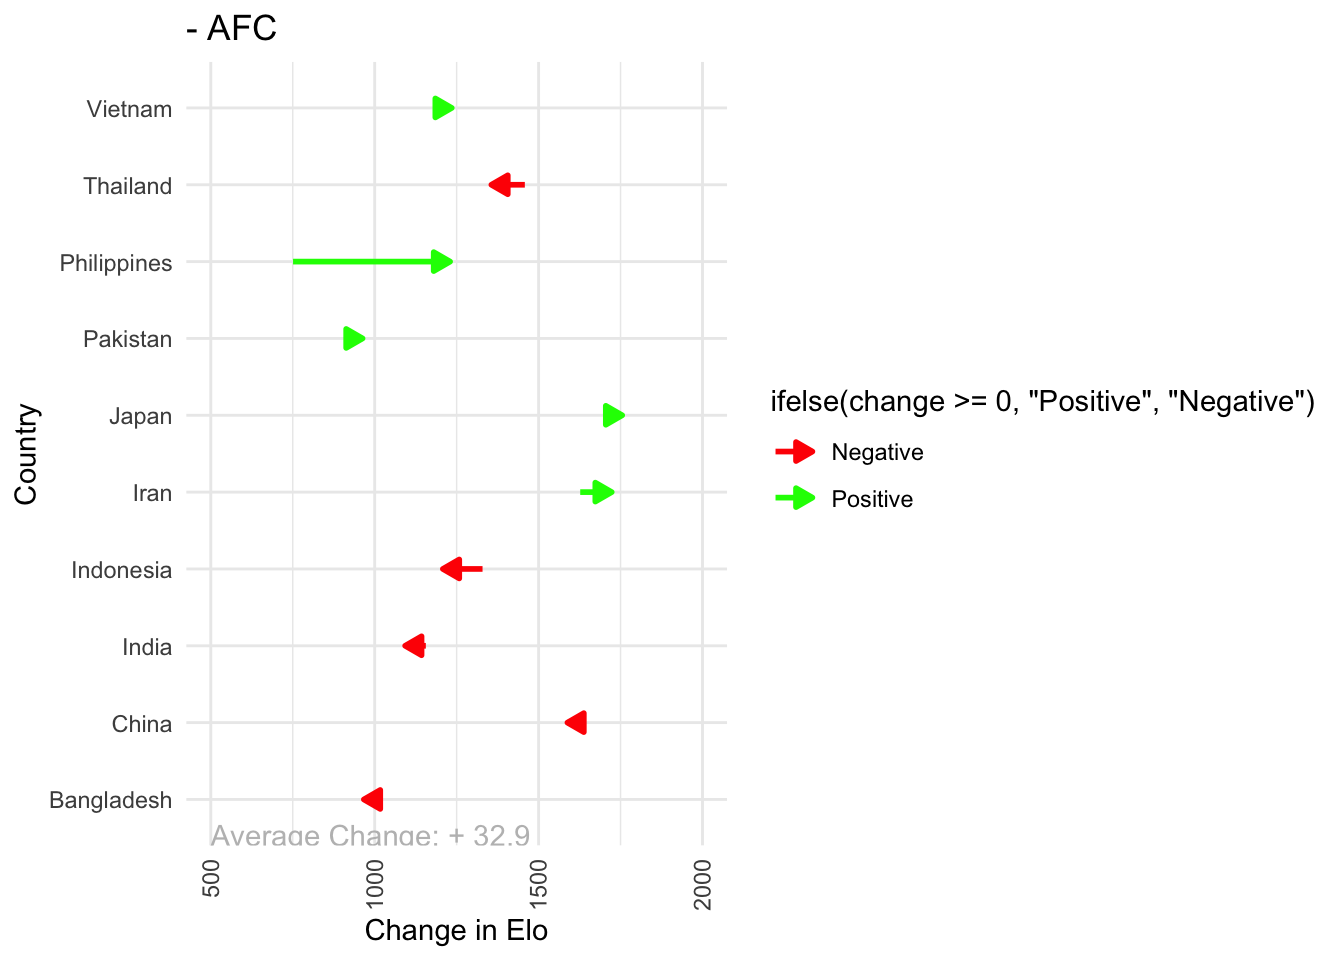 - AFC
Vietnam
Thailand
Philippines
Pakistan
Japan
Iran
Indonesia
India
China
Bangladesh
Country
Average Change: + 32.9
500
1000
1500
2000
Change in Elo
ifelse(change >= 0, "Positive", "Negative")
Negative
Positive